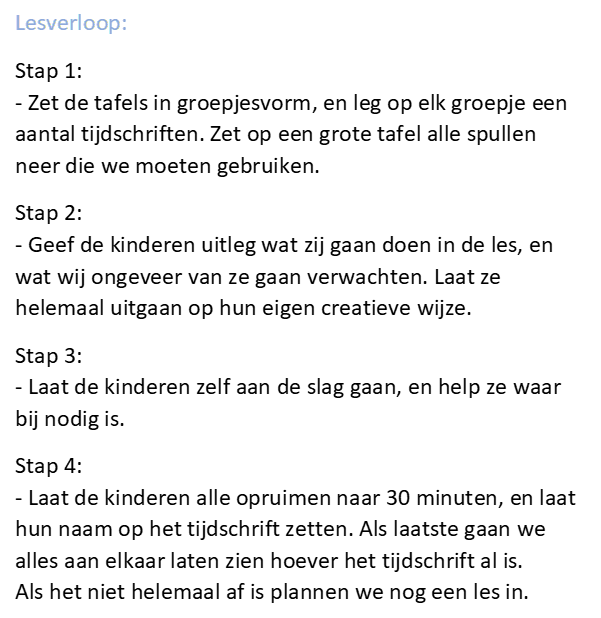 Lesverloop:
Stap 1:
- Zet de tafels in groepjesvorm, en leg op elk groepje een
aantal tijdschriften. Zet op een grote tafel alle spullen
neer die we moeten gebruiken.
Stap 2:
- Geef de kinderen uitleg wat zij gaan doen in de les, en
wat wij ongeveer van ze gaan verwachten. Laat ze
helemaal uitgaan op hun eigen creatieve wijze.
Stap 3:
- Laat de kinderen zelf aan de slag gaan, en help ze waar
bij nodig is.
Stap 4:
- Laat de kinderen alle opruimen naar 30 minuten, en laat
hun naam op het tijdschrift zetten. Als laatste gaan we
alles aan elkaar laten zien hoever het tijdschrift al is.
Als het niet helemaal af is plannen we nog een les in.